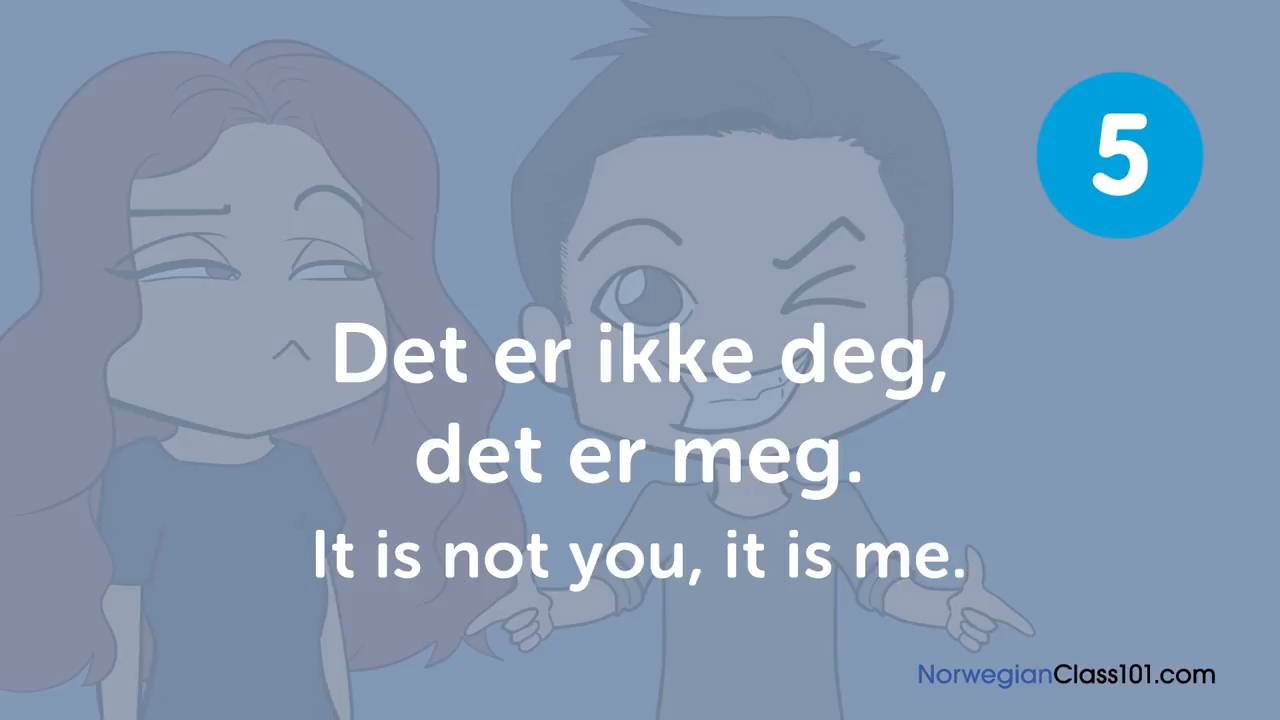 5
Det er ikke deg,
det er meg.
It is not you, it is me.
NorwegianClass101.com